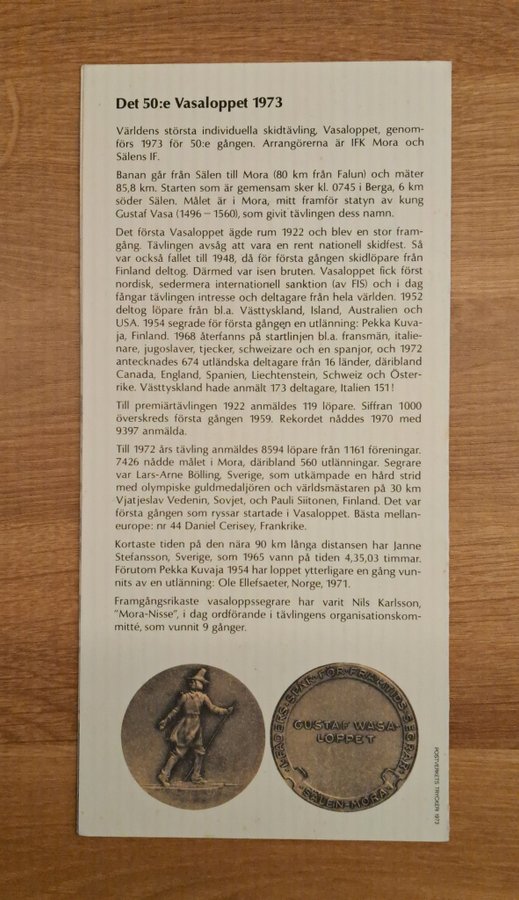 Det 50:e Vasaloppet 1973
Världens största individuella skidtävling, Vasaloppet, genom-
förs 1973 för 50:e gången. Arrangörerna är IFK Mora och
Sälens IF.
Banan går från Sälen till Mora (80 km från Falun) och mäter
85,8 km. Starten som är gemensam sker kl. 0745 i Berga, 6 km
söder Sälen. Målet är i Mora, mitt framför statyn av kung
Gustaf Vasa (1496 – 1560), som givit tävlingen dess namn.
Det första Vasaloppet ägde rum 1922 och blev en stor fram-
gång. Tävlingen avsåg att vara en rent nationell skidfest. Så
var också fallet till 1948, då för första gången skidlöpare från
Finland deltog. Därmed var isen bruten. Vasaloppet fick först
nordisk, sedermera internationell sanktion (av FIS) och i dag
fångar tävlingen intresse och deltagare från hela världen. 1952
deltog löpare från bl.a. Västtyskland, Island, Australien och
USA. 1954 segrade för första gången en utlänning: Pekka Kuva-
ja, Finland. 1968 återfanns på startlinjen bl.a. fransmän, italie-
nare, jugoslaver, tjecker, schweizare och en spanjor, och 1972
antecknades 674 utländska deltagare från 16 länder, däribland
Canada, England, Spanien, Liechtenstein, Schweiz och Öster-
rike. Västtyskland hade anmält 173 deltagare, Italien 151!
Till premiärtävlingen 1922 anmäldes 119 löpare. Siffran 1000
överskreds första gången 1959. Rekordet nåddes 1970 med
9397 anmälda.
Till 1972 års tävling anmäldes 8594 löpare från 1161 föreningar.
7426 nådde målet i Mora, däribland 560 utlänningar. Segrare
var Lars-Arne Bölling, Sverige, som utkämpade en hård strid
med olympiske guldmedaljören och världsmästaren på 30 km
Vjatjeslav Vedenin, Sovjet, och Pauli Siitonen, Finland. Det var
första gången som ryssar startade i Vasaloppet. Bästa mellan-
europe: nr 44 Daniel Cerisey, Frankrike.
Kortaste tiden på den nära 90 km långa distansen har Janne
Stefansson, Sverige, som 1965 vann på tiden 4,35,03 timmar.
Förutom Pekka Kuvaja 1954 har loppet ytterligare en gång vun-
nits av en utlänning: Ole Ellefsaeter, Norge, 1971.
Framgångsrikaste vasaloppssegrare har varit Nils Karlsson,
"Mora-Nisse", i dag ordförande i tävlingens organisationskom-
mitté, som vunnit 9 gånger.
I FÄDERS SPÅR FÖR FRAMTIDS SEGRAR
GUSTAF WASA-
LOPPET
SÄLEN-MORA
POSTVERKETS TRYCKERI 1973